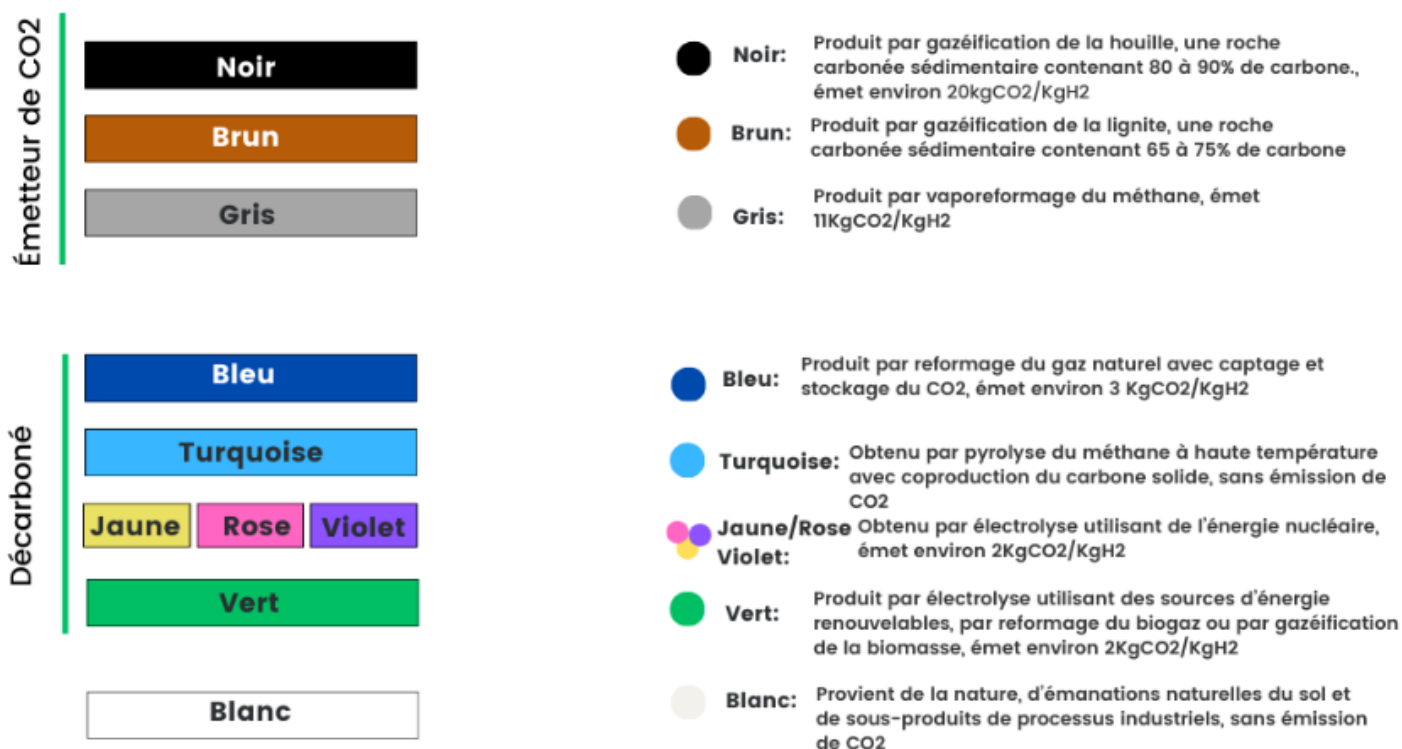 Émetteur de CO2
Noir
Brun
Gris
Noir:
Produit par gazéification de la houille, une roche
carbonée sédimentaire contenant 80 à 90% de carbone.,
émet environ 20kgCO2/KgH2
Brun:
Produit par gazéification de la lignite, une roche
carbonée sédimentaire contenant 65 à 75% de carbone
Gris:
Produit par vaporeformage du méthane, émet
11KgCO2/KgH2
Décarboné
Bleu
Turquoise
Jaune
Rose
Violet
Vert
Blanc
Bleu:
Produit par reformage du gaz naturel avec captage et
stockage du CO2, émet environ 3 KgCO2/KgH2
Turquoise:
Obtenu par pyrolyse du méthane à haute température
avec coproduction du carbone solide, sans émission de
CO2
Jaune/Rose
Violet:
Obtenu par électrolyse utilisant de l'énergie nucléaire,
émet environ 2KgCO2/KgH2
Vert:
Produit par électrolyse utilisant des sources d'énergie
renouvelables, par reformage du biogaz ou par gazéification
de la biomasse, émet environ 2KgCO2/KgH2
Blanc:
Provient de la nature, d'émanations naturelles du sol et
de sous-produits de processus industriels, sans émission
de CO2